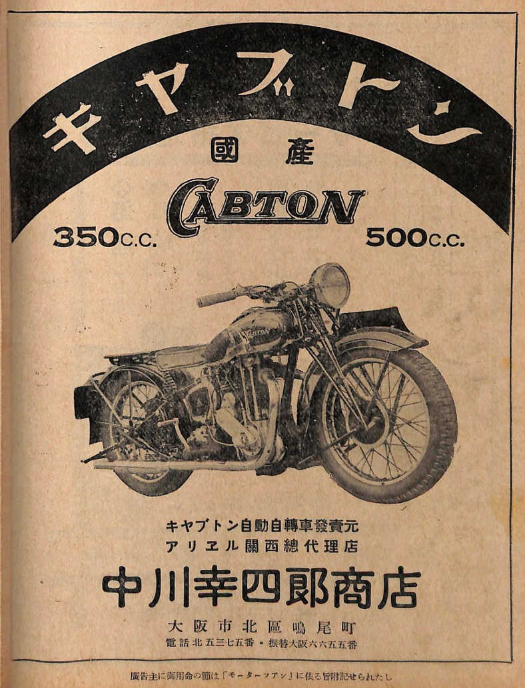 キャブトン
國產
CABTON
350C.C. 500C.C.
CABTON
キャブトン自動自轉車發賣元
アリヱル關西總代理店
中川幸四郎商店
大阪市北區鳴尾町
電話北五三七五番・振替大阪六六五五番
廣吿主に御用命の節は「モーターフアン」に依る旨附記せられたし